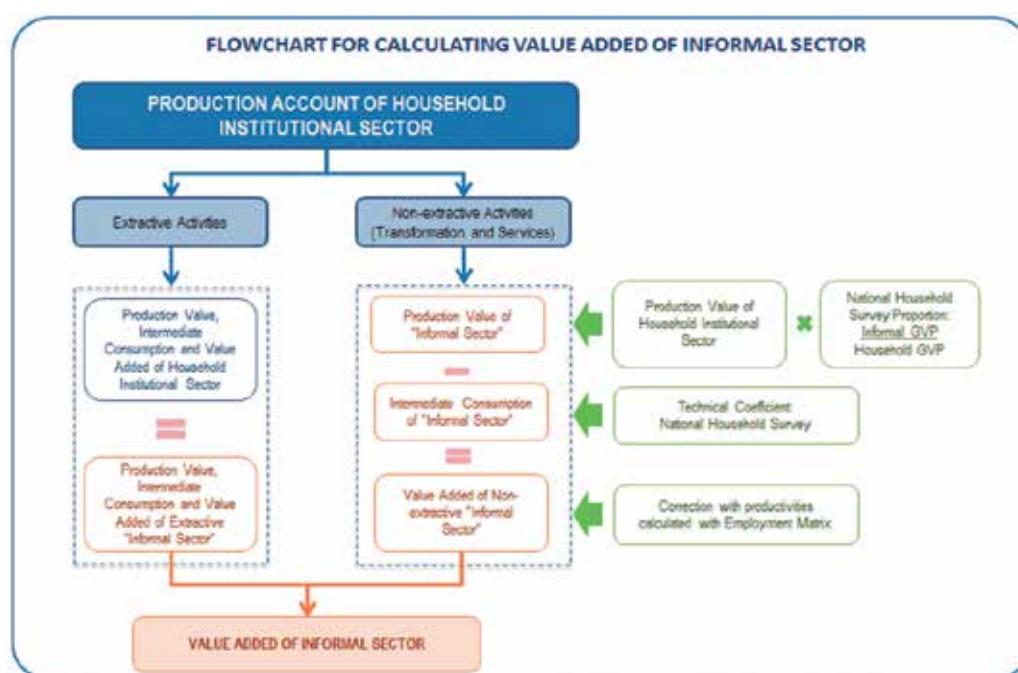 FLOWCHART FOR CALCULATING VALUE ADDED OF INFORMAL SECTOR
PRODUCTION ACCOUNT OF HOUSEHOLD
INSTITUTIONAL SECTOR
Extractive Activities
Non-extractive Activities
(Transformation and Services)
Production Value,
Intermediate
Consumption and Value
Added of Household
Institutional Sector
=
Production Value,
Intermediate
Consumption and Value
Added of Extractive
"Informal Sector"
Production Value of
"Informal Sector"
–
Intermediate Consumption
of "Informal Sector"
=
Value Added of Non-
extractive "Informal
Sector"
Production Value of
Household Institutional
Sector
×
National Household
Survey Proportion:
Informal GVP
Household GVP
Technical Coefficient:
National Household Survey
Correction with productivities
calculated with Employment Matrix
VALUE ADDED OF INFORMAL SECTOR